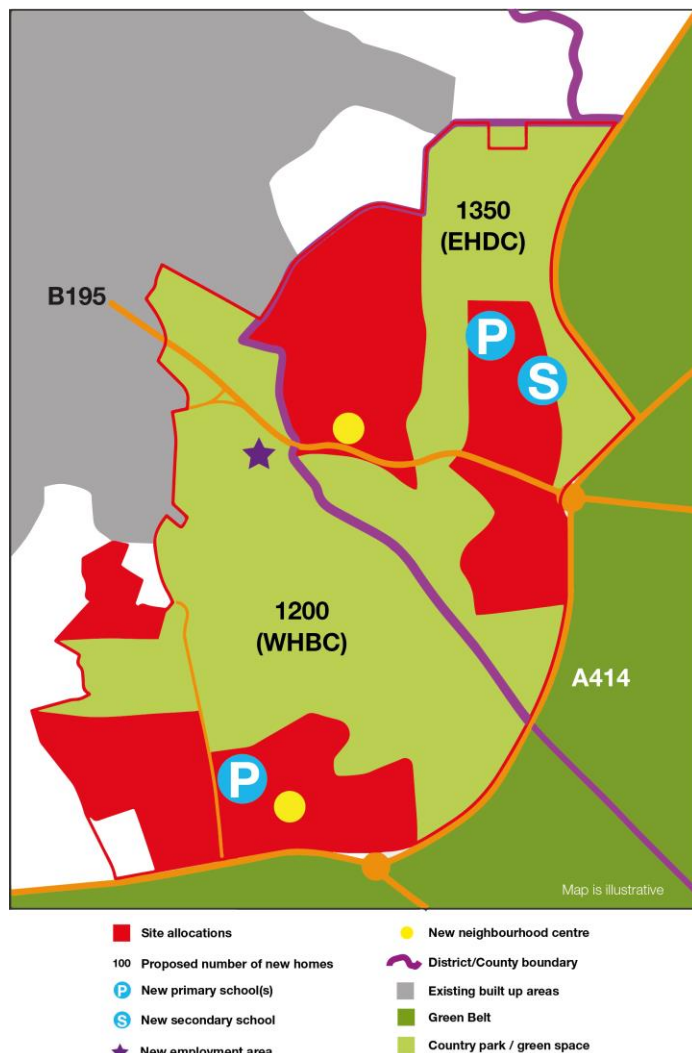 1350
(EHDC)
B195
P
S
1200
(WHBC)
A414
P
Map is illustrative
Site allocations
100 Proposed number of new homes
P New primary school(s)
S New secondary school
New employment area
New neighbourhood centre
District/County boundary
Existing built up areas
Green Belt
Country park / green space